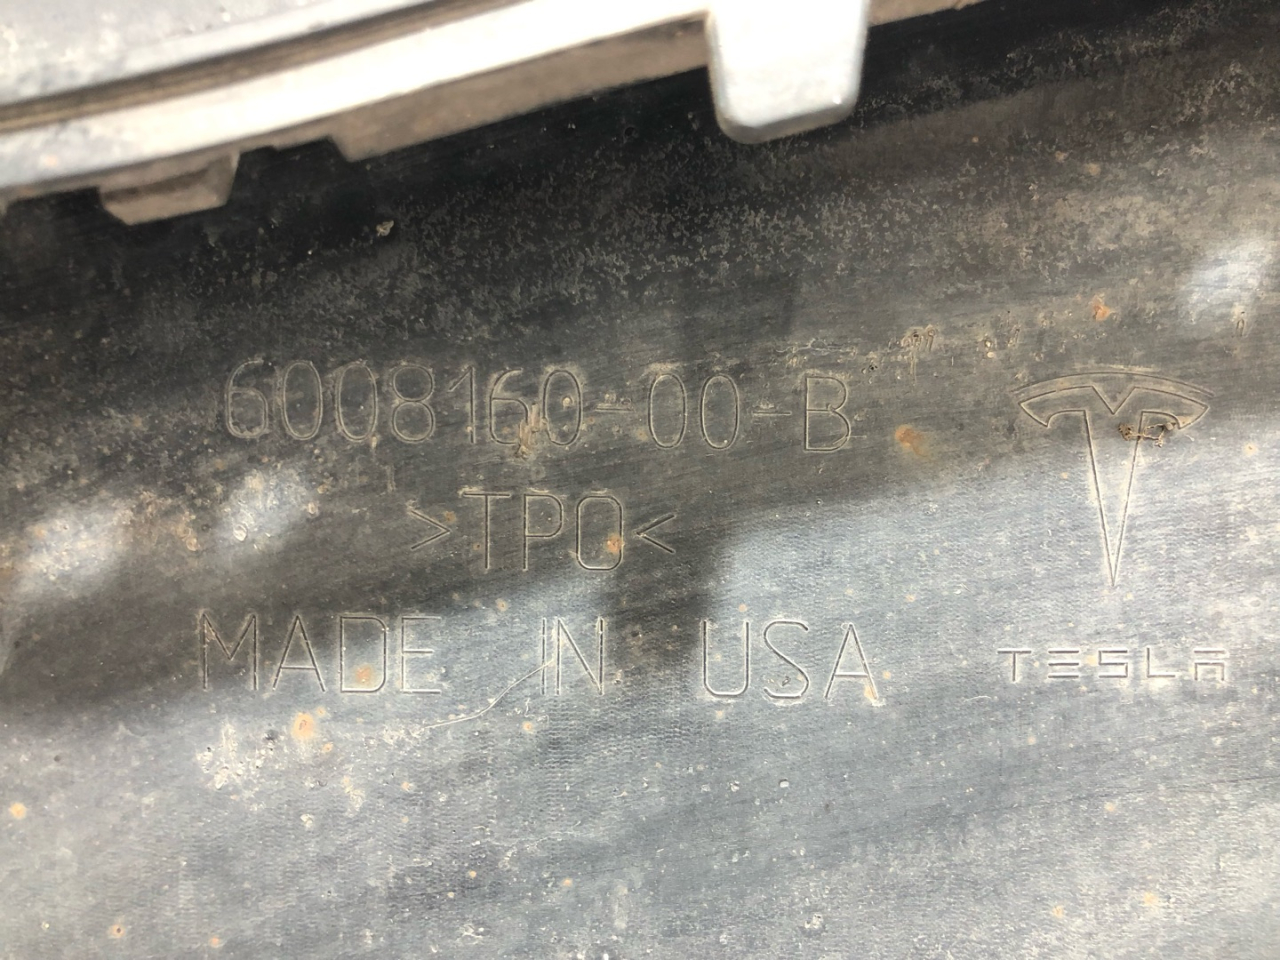 6008160-00-B
>TPO<
MADE IN USA
TESLA